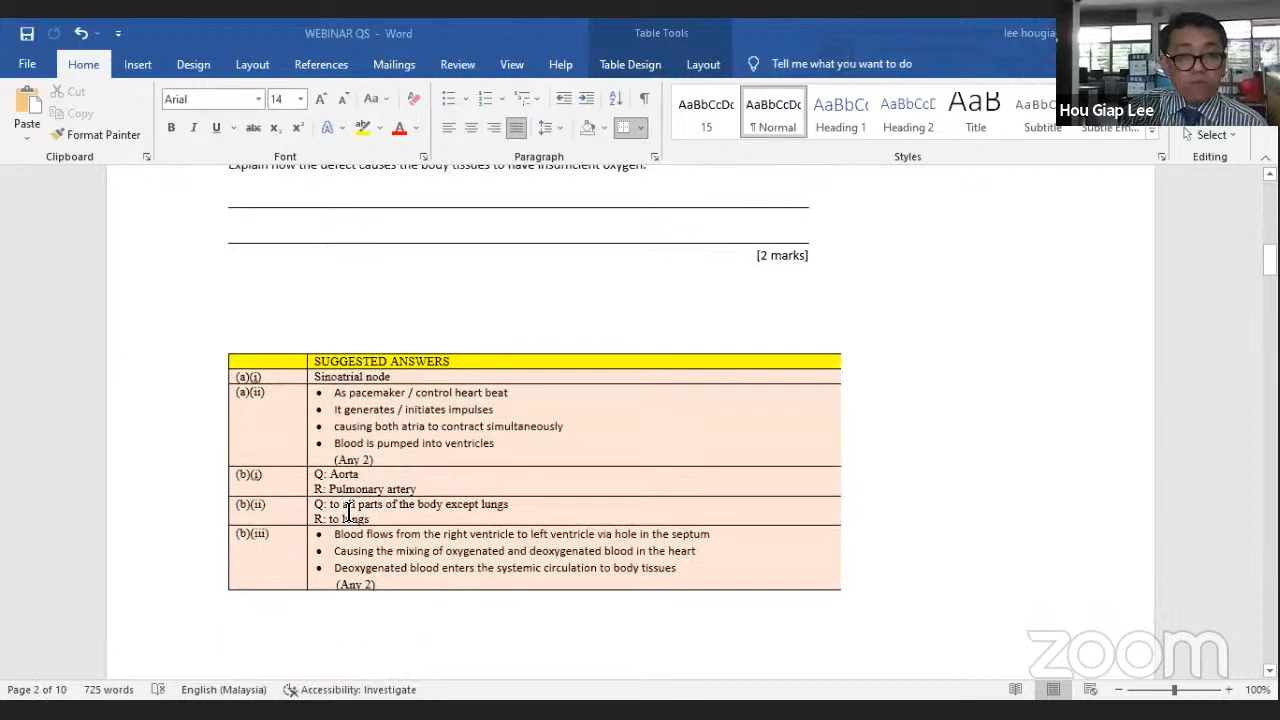 WEBINAR QS - Word
Table Tools
lee hougia
File
Home
Insert
Design
Layout
References
Mailings
Review
View
Help
Table Design
Layout
Tell me what you want to do
Hou Giap Lee
Paste
Cut
Copy
Format Painter
Clipboard
Arial
14
Font
Paragraph
AaBbCcDc
15
AaBbCcDc
¶ Normal
AaBbC
Heading 1
AaBbCcD
Heading 2
AaB
Title
Subtitle
Subtle Em...
Styles
Select
Editing
Explain how the defect causes the body tissues to have insufficient oxygen.
[2 marks]
SUGGESTED ANSWERS
(a)(i) Sinoatrial node
(a)(ii) • As pacemaker / control heart beat
• It generates / initiates impulses
• causing both atria to contract simultaneously
• Blood is pumped into ventricles
(Any 2)
(b)(i) Q: Aorta
R: Pulmonary artery
(b)(ii) Q: to all parts of the body except lungs
R: to lungs
(b)(iii) • Blood flows from the right ventricle to left ventricle via hole in the septum
• Causing the mixing of oxygenated and deoxygenated blood in the heart
• Deoxygenated blood enters the systemic circulation to body tissues
(Any 2)
zoom
Page 2 of 10
725 words
English (Malaysia)
Accessibility: Investigate
100%